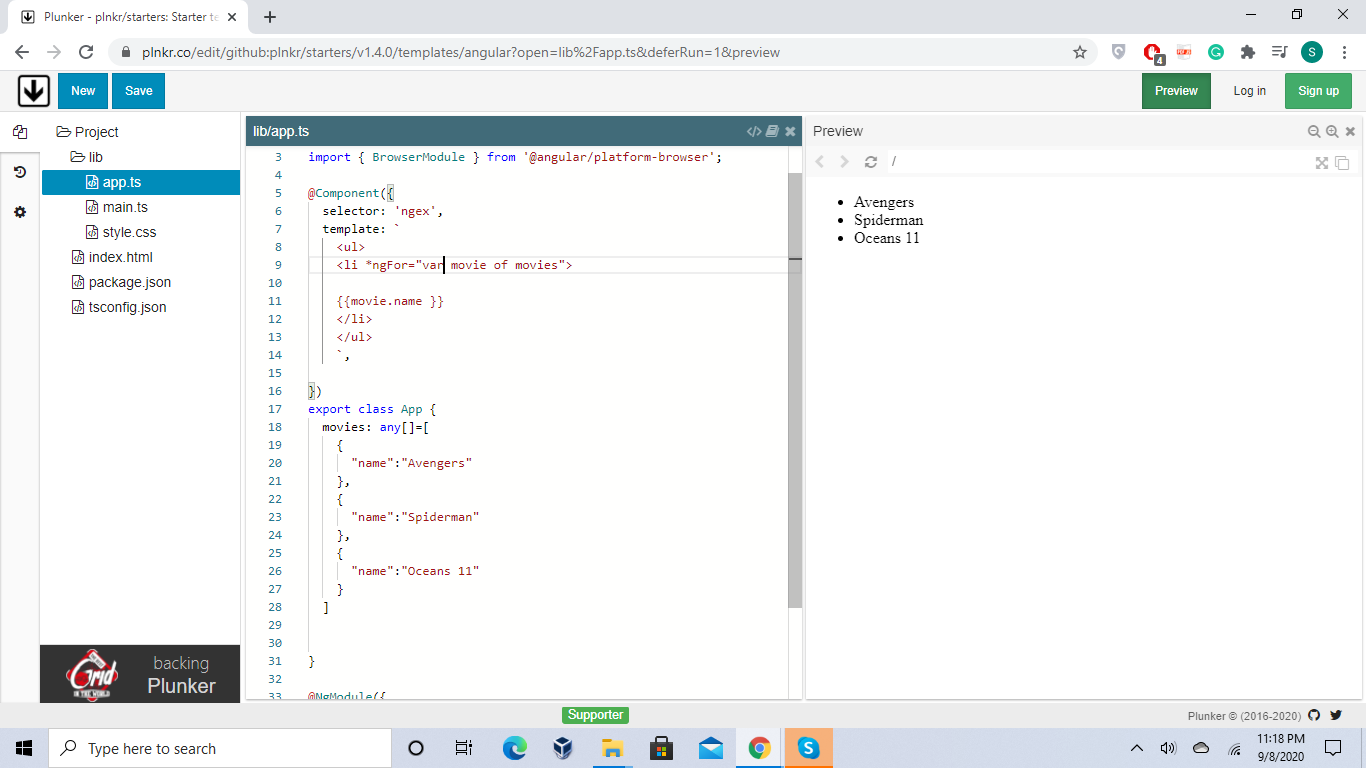 Plunker - plnkr/starters: Starter te
plnkr.co/edit/github:plnkr/starters/v1.4.0/templates/angular?open=lib%2Fapp.ts&deferRun=1&preview
4
S
New
Save
Preview
Log in
Sign up
Project
lib
app.ts
main.ts
style.css
index.html
package.json
tsconfig.json
Grid
IN THE WORLD
backing
Plunker
lib/app.ts
3 import { BrowserModule } from '@angular/platform-browser';
4
5 @Component({
6 selector: 'ngex',
7 template: `
8 <ul>
9 <li *ngFor="var movie of movies">
10
11 {{movie.name }}
12 </li>
13 </ul>
14 `,
15
16 })
17 export class App {
18 movies: any[]=[
19 {
20 "name":"Avengers"
21 },
22 {
23 "name":"Spiderman"
24 },
25 {
26 "name":"Oceans 11"
27 }
28 ]
29
30
31 }
32
33 @NgModule({
Preview
/
Avengers
Spiderman
Oceans 11
Supporter
Plunker © (2016-2020)
Type here to search
11:18 PM
9/8/2020